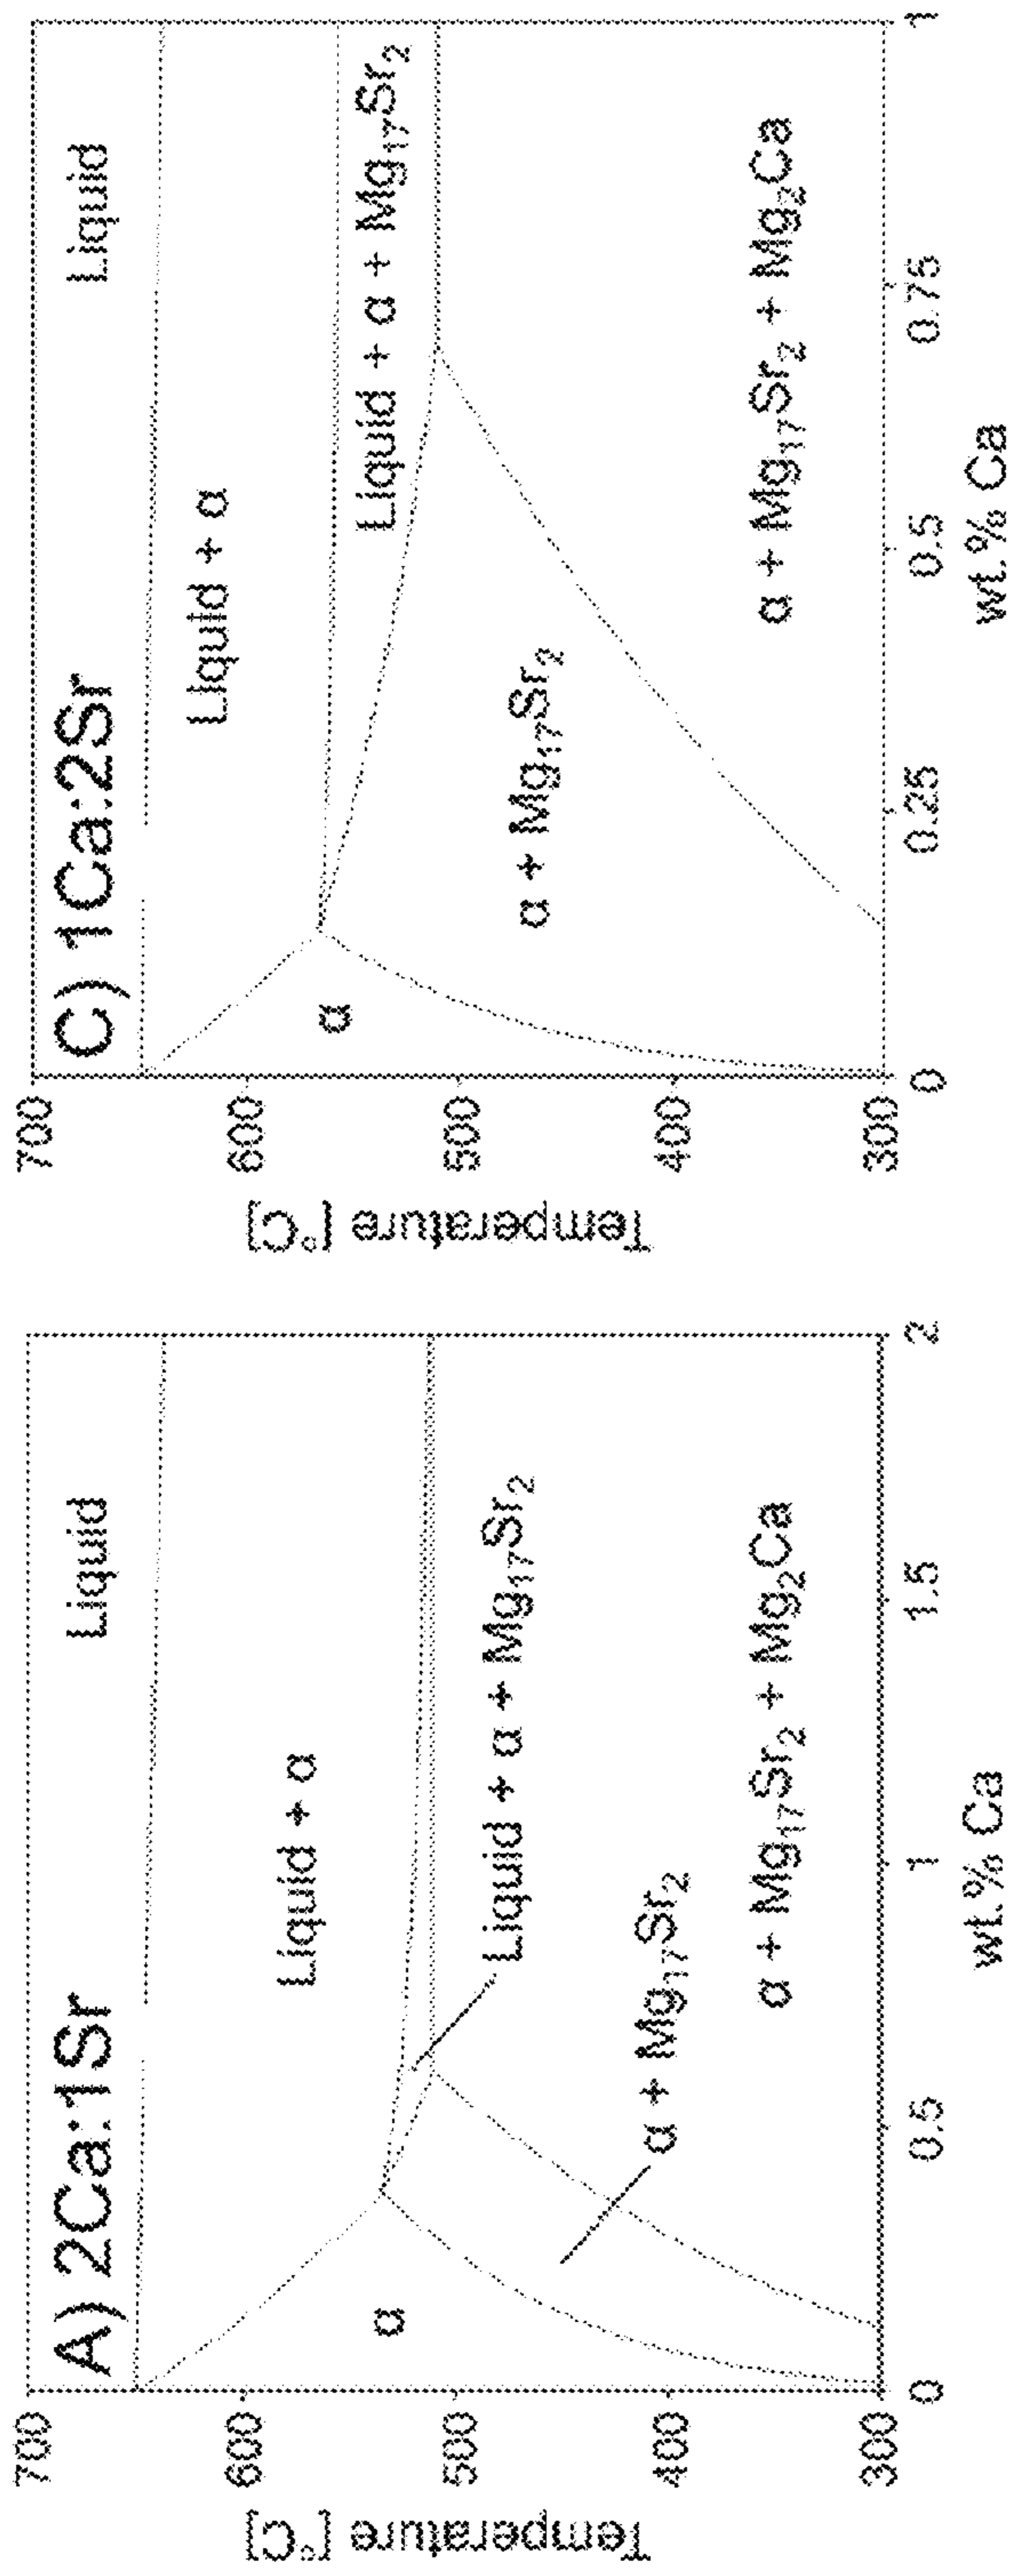 A) 2Ca:1Sr
Temperature [°C]
700
600
500
400
300
Liquid
Liquid + α
Liquid + α + Mg17Sr2
α
α + Mg17Sr2
α + Mg17Sr2 + Mg2Ca
0
0.5
1
1.5
2
wt.% Ca
C) 1Ca:2Sr
Temperature [°C]
700
600
500
400
300
Liquid
Liquid + α
Liquid + α + Mg17Sr2
α
α + Mg17Sr2
α + Mg17Sr2 + Mg2Ca
0
0.25
0.5
0.75
1
wt.% Ca